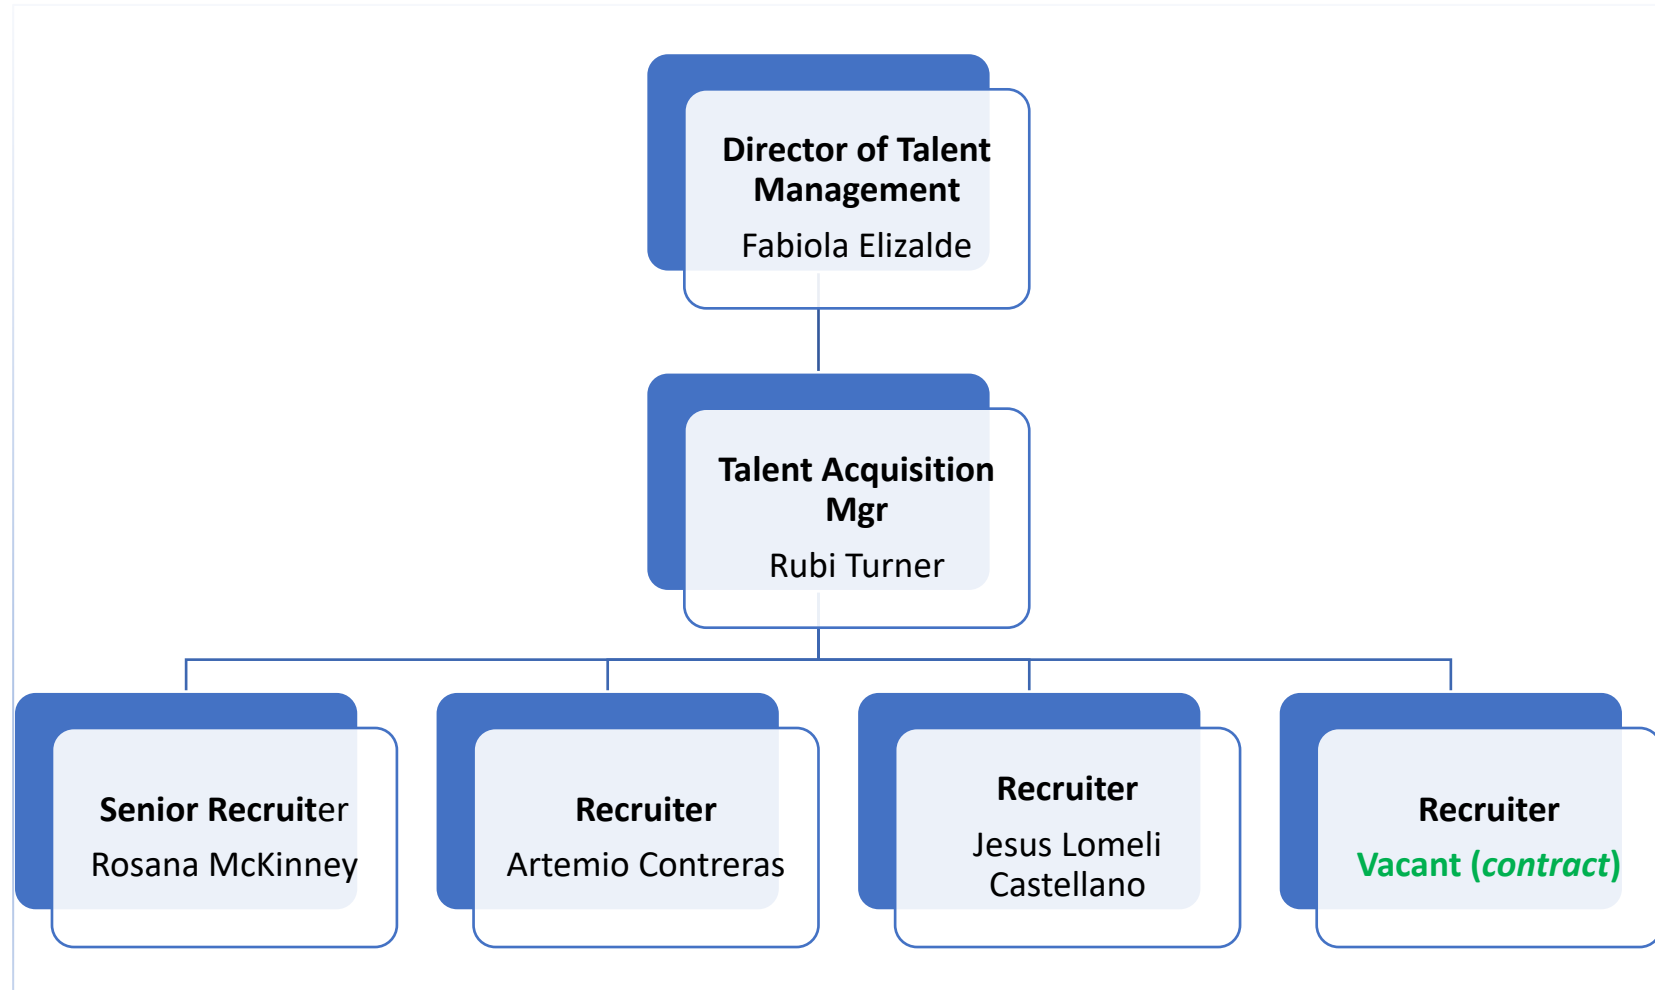 Director of Talent
Management
Fabiola Elizalde
Talent Acquisition
Mgr
Rubi Turner
Senior Recruiter
Rosana McKinney
Recruiter
Artemio Contreras
Recruiter
Jesus Lomeli
Castellano
Recruiter
Vacant (contract)